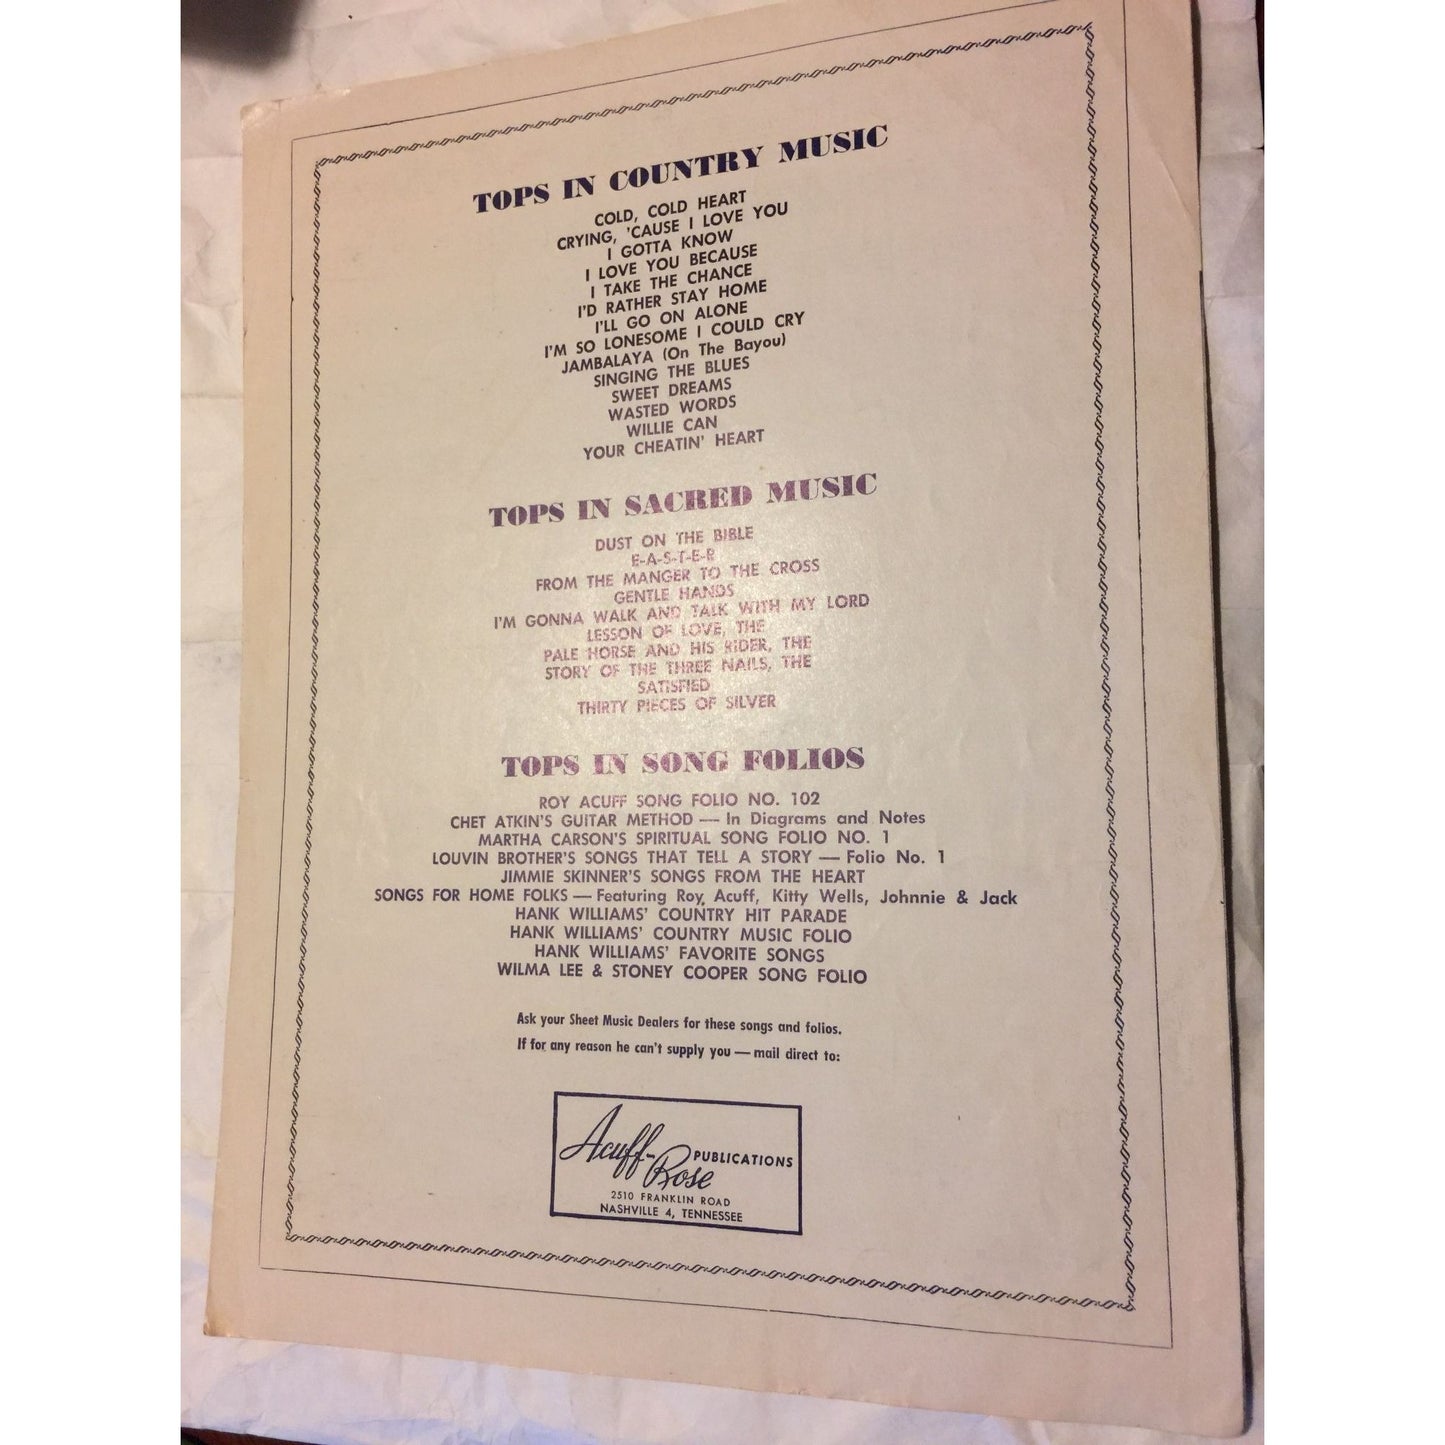 TOPS IN COUNTRY MUSIC
COLD, COLD HEART
CRYING, 'CAUSE I LOVE YOU
I GOTTA KNOW
I LOVE YOU BECAUSE
I TAKE THE CHANCE
I'D RATHER STAY HOME
I'LL GO ON ALONE
I'M SO LONESOME I COULD CRY
JAMBALAYA (On The Bayou)
SINGING THE BLUES
SWEET DREAMS
WASTED WORDS
WILLIE CAN
YOUR CHEATIN' HEART
TOPS IN SACRED MUSIC
DUST ON THE BIBLE
E-A-S-T-E-R
FROM THE MANGER TO THE CROSS
GENTLE HANDS
I'M GONNA WALK AND TALK WITH MY LORD
LESSON OF LOVE, THE
PALE HORSE AND HIS RIDER, THE
STORY OF THE THREE NAILS, THE
SATISFIED
THIRTY PIECES OF SILVER
TOPS IN SONG FOLIOS
ROY ACUFF SONG FOLIO NO. 102
CHET ATKIN'S GUITAR METHOD — In Diagrams and Notes
MARTHA CARSON'S SPIRITUAL SONG FOLIO NO. 1
LOUVIN BROTHER'S SONGS THAT TELL A STORY — Folio No. 1
JIMMIE SKINNER'S SONGS FROM THE HEART
SONGS FOR HOME FOLKS — Featuring Roy Acuff, Kitty Wells, Johnnie & Jack
HANK WILLIAMS' COUNTRY HIT PARADE
HANK WILLIAMS' COUNTRY MUSIC FOLIO
HANK WILLIAMS' FAVORITE SONGS
WILMA LEE & STONEY COOPER SONG FOLIO
Ask your Sheet Music Dealers for these songs and folios.
If for any reason he can't supply you — mail direct to:
Acuff-Rose PUBLICATIONS
2510 FRANKLIN ROAD
NASHVILLE 4, TENNESSEE